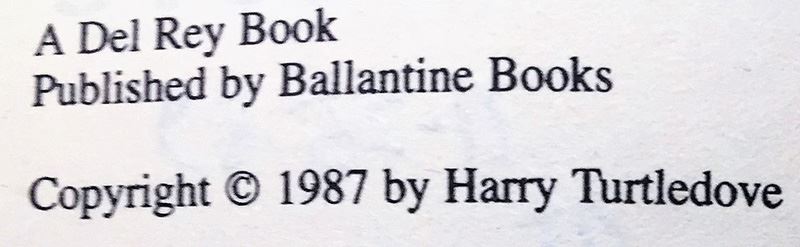 A Del Rey Book
Published by Ballantine Books
Copyright © 1987 by Harry Turtledove